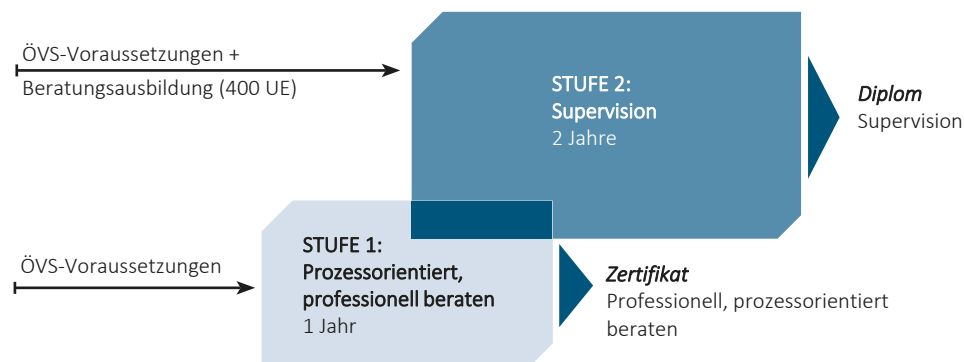 ÖVS-Voraussetzungen +
Beratungsausbildung (400 UE)
STUFE 2:
Supervision
2 Jahre
Diplom
Supervision
ÖVS-Voraussetzungen
STUFE 1:
Prozessorientiert,
professionell beraten
1 Jahr
Zertifikat
Professionell, prozessorientiert
beraten